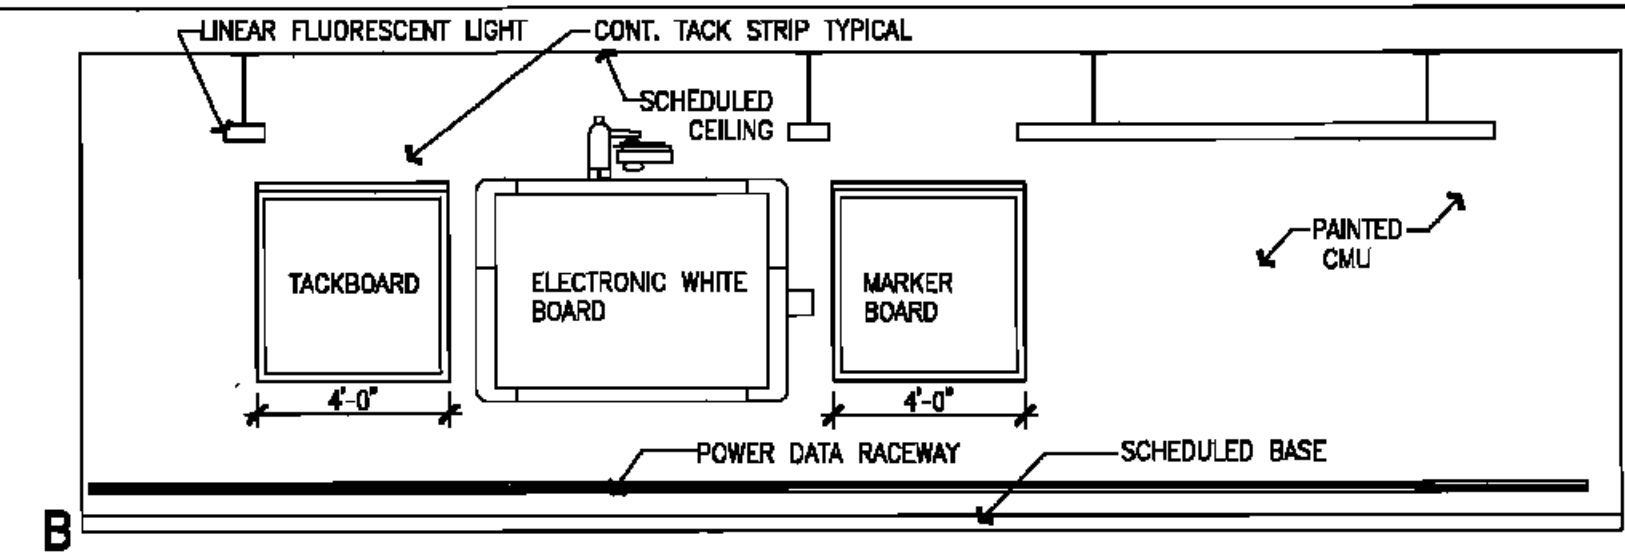 LINEAR FLUORESCENT LIGHT
CONT. TACK STRIP TYPICAL
SCHEDULED
CEILING
PAINTED
CMU
TACKBOARD
ELECTRONIC WHITE
BOARD
MARKER
BOARD
4'-0"
4'-0"
POWER DATA RACEWAY
SCHEDULED BASE
B